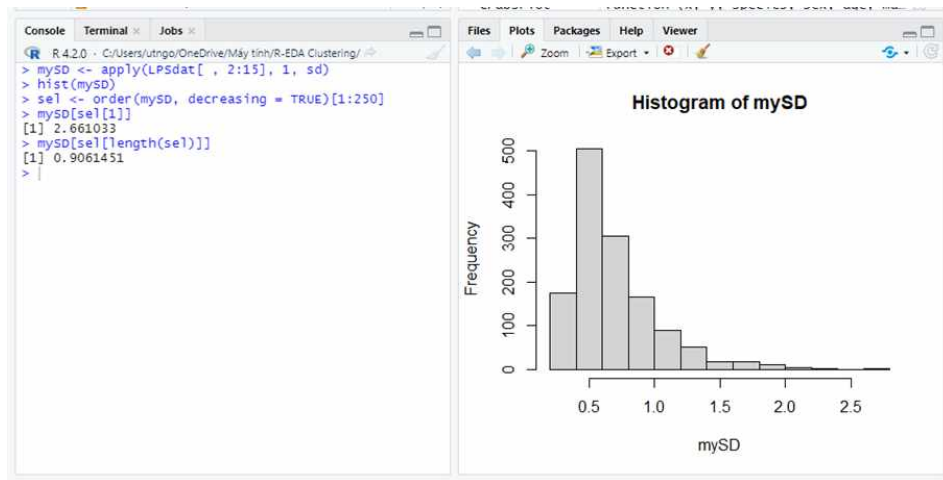 Console Terminal × Jobs ×
R 4.2.0 · C:/Users/utngo/OneDrive/Máy tính/R-EDA Clustering/
> mySD <- apply(LPSdat[ , 2:15], 1, sd)
> hist(mySD)
> sel <- order(mySD, decreasing = TRUE)[1:250]
> mySD[sel[1]]
[1] 2.661033
> mySD[sel[length(sel)]]
[1] 0.9061451
>
Files Plots Packages Help Viewer
Zoom Export
Histogram of mySD
Frequency
500
400
300
200
100
0
0.5 1.0 1.5 2.0 2.5
mySD